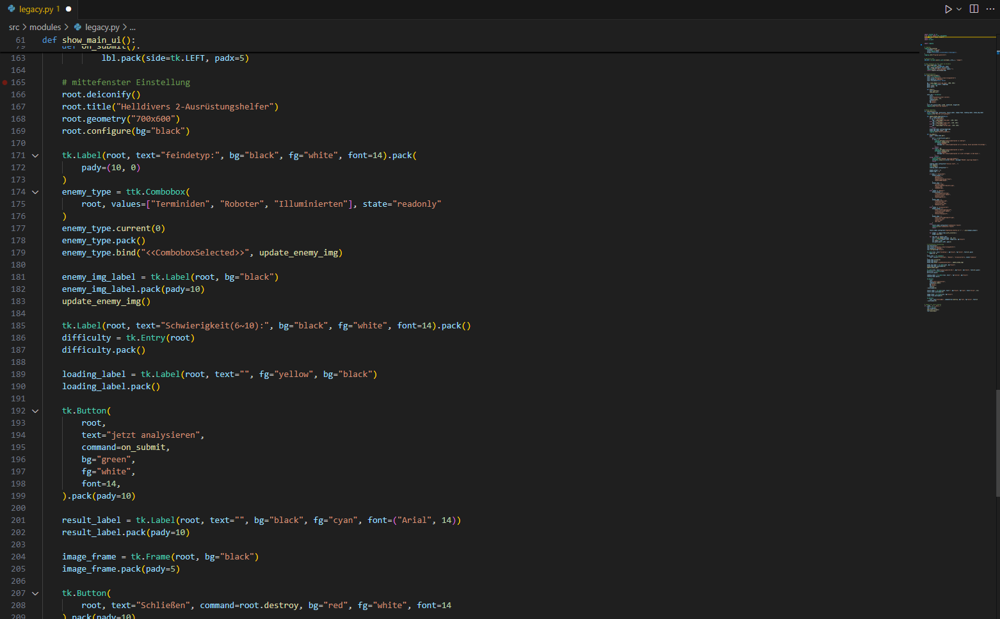 legacy.py 1
src > modules > legacy.py > ...
61 def show_main_ui():
79 def on_submit():
163 lbl.pack(side=tk.LEFT, padx=5)
164
165 # mittefenster Einstellung
166 root.deiconify()
167 root.title("Helldivers 2-Ausrüstungshelfer")
168 root.geometry("700x600")
169 root.configure(bg="black")
170
171 tk.Label(root, text="feindetyp:", bg="black", fg="white", font=14).pack(
172 pady=(10, 0)
173 )
174 enemy_type = ttk.Combobox(
175 root, values=["Terminiden", "Roboter", "Illuminierten"], state="readonly"
176 )
177 enemy_type.current(0)
178 enemy_type.pack()
179 enemy_type.bind("<<ComboboxSelected>>", update_enemy_img)
180
181 enemy_img_label = tk.Label(root, bg="black")
182 enemy_img_label.pack(pady=10)
183 update_enemy_img()
184
185 tk.Label(root, text="Schwierigkeit(6~10):", bg="black", fg="white", font=14).pack()
186 difficulty = tk.Entry(root)
187 difficulty.pack()
188
189 loading_label = tk.Label(root, text="", fg="yellow", bg="black")
190 loading_label.pack()
191
192 tk.Button(
193 root,
194 text="jetzt analysieren",
195 command=on_submit,
196 bg="green",
197 fg="white",
198 font=14,
199 ).pack(pady=10)
200
201 result_label = tk.Label(root, text="", bg="black", fg="cyan", font=("Arial", 14))
202 result_label.pack(pady=10)
203
204 image_frame = tk.Frame(root, bg="black")
205 image_frame.pack(pady=5)
206
207 tk.Button(
208 root, text="Schließen", command=root.destroy, bg="red", fg="white", font=14
209 ).pack(pady=10)